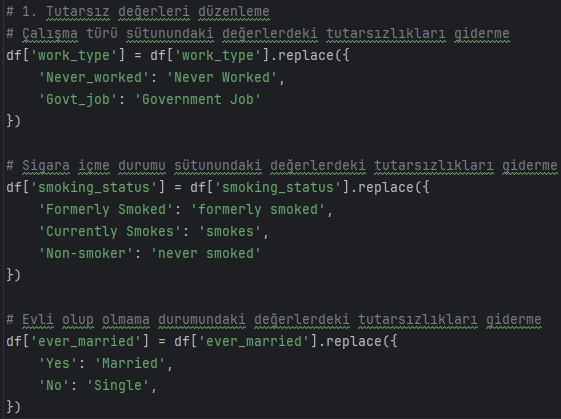 # 1. Tutarsız değerleri düzenleme
# Çalışma türü sütunundaki değerlerdeki tutarsızlıkları giderme
df['work_type'] = df['work_type'].replace({
    'Never_worked': 'Never Worked',
    'Govt_job': 'Government Job'
})

# Sigara içme durumu sütunundaki değerlerdeki tutarsızlıkları giderme
df['smoking_status'] = df['smoking_status'].replace({
    'Formerly Smoked': 'formerly smoked',
    'Currently Smokes': 'smokes',
    'Non-smoker': 'never smoked'
})

# Evli olup olmama durumundaki değerlerdeki tutarsızlıkları giderme
df['ever_married'] = df['ever_married'].replace({
    'Yes': 'Married',
    'No': 'Single',
})